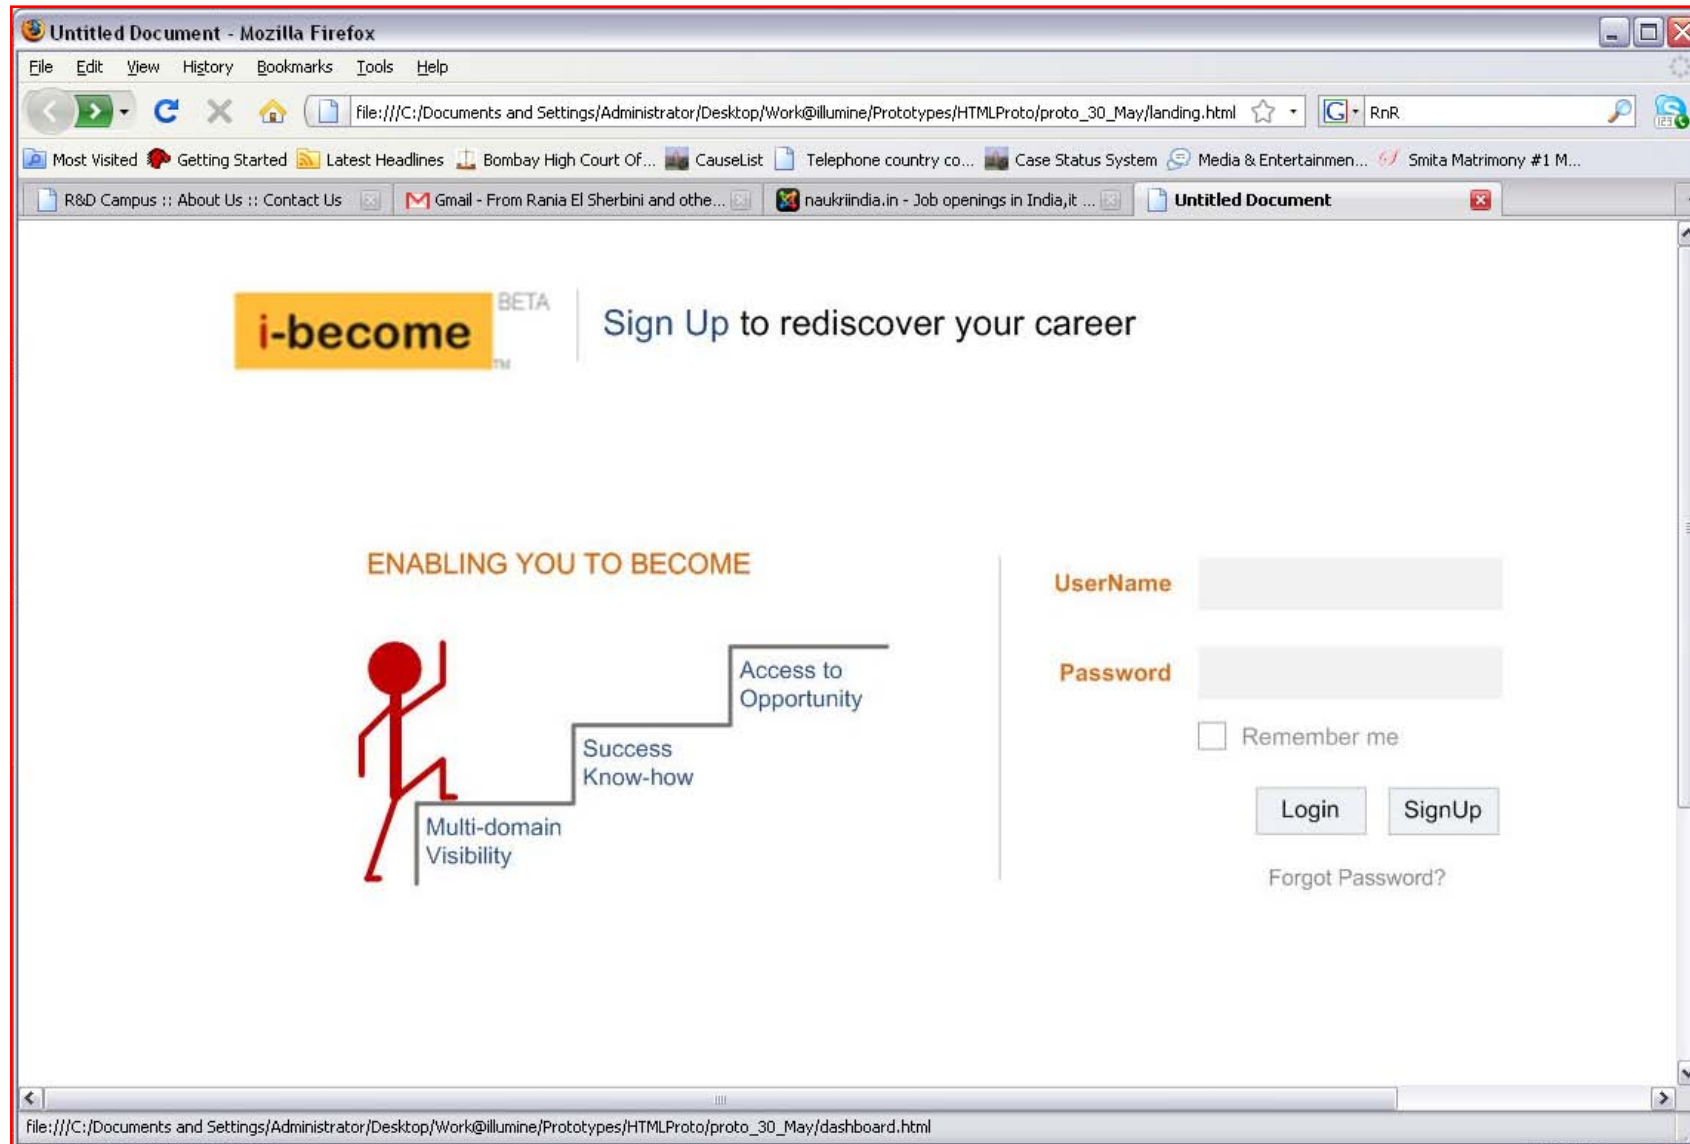 Untitled Document - Mozilla Firefox
File Edit View History Bookmarks Tools Help
file:///C:/Documents and Settings/Administrator/Desktop/Work@illumine/Prototypes/HTMLProto/proto_30_May/landing.html G RnR
Most Visited Getting Started Latest Headlines Bombay High Court Of... CauseList Telephone country co... Case Status System Media & Entertainmen... Smita Matrimony #1 M...
R&D Campus :: About Us :: Contact Us Gmail - From Rania El Sherbini and othe... naukriindia.in - Job openings in India,it ... Untitled Document
i-become BETA TM
Sign Up to rediscover your career
ENABLING YOU TO BECOME
Access to
Opportunity
Success
Know-how
Multi-domain
Visibility
UserName
Password
Remember me
Login SignUp
Forgot Password?
file:///C:/Documents and Settings/Administrator/Desktop/Work@illumine/Prototypes/HTMLProto/proto_30_May/dashboard.html